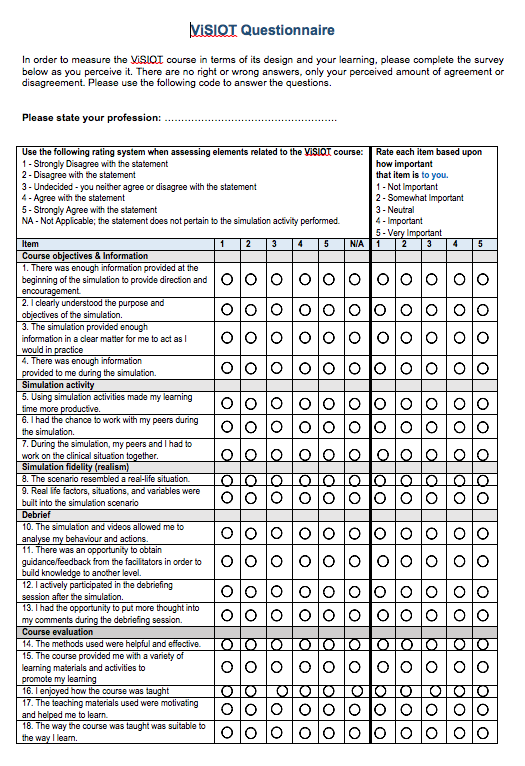 ViSIOT Questionnaire
In order to measure the ViSIOT course in terms of its design and your learning, please complete the survey
below as you perceive it. There are no right or wrong answers, only your perceived amount of agreement or
disagreement. Please use the following code to answer the questions.
Please state your profession: ……………………………………………
Use the following rating system when assessing elements related to the ViSIOT course:
1 - Strongly Disagree with the statement
2 - Disagree with the statement
3 - Undecided - you neither agree or disagree with the statement
4 - Agree with the statement
5 - Strongly Agree with the statement
NA - Not Applicable; the statement does not pertain to the simulation activity performed.
Rate each item based upon
how important
that item is to you.
1 - Not Important
2 - Somewhat Important
3 - Neutral
4 - Important
5 - Very Important
Item 1 2 3 4 5 N/A 1 2 3 4 5
Course objectives & Information
1. There was enough information provided at the
beginning of the simulation to provide direction and
encouragement.
2. I clearly understood the purpose and
objectives of the simulation.
3. The simulation provided enough
information in a clear matter for me to act as I
would in practice
4. There was enough information
provided to me during the simulation.
Simulation activity
5. Using simulation activities made my learning
time more productive.
6. I had the chance to work with my peers during
the simulation.
7. During the simulation, my peers and I had to
work on the clinical situation together.
Simulation fidelity (realism)
8. The scenario resembled a real-life situation.
9. Real life factors, situations, and variables were
built into the simulation scenario
Debrief
10. The simulation and videos allowed me to
analyse my behaviour and actions.
11. There was an opportunity to obtain
guidance/feedback from the facilitators in order to
build knowledge to another level.
12. I actively participated in the debriefing
session after the simulation.
13. I had the opportunity to put more thought into
my comments during the debriefing session.
Course evaluation
14. The methods used were helpful and effective.
15. The course provided me with a variety of
learning materials and activities to
promote my learning
16. I enjoyed how the course was taught
17. The teaching materials used were motivating
and helped me to learn.
18. The way the course was taught was suitable to
the way I learn.